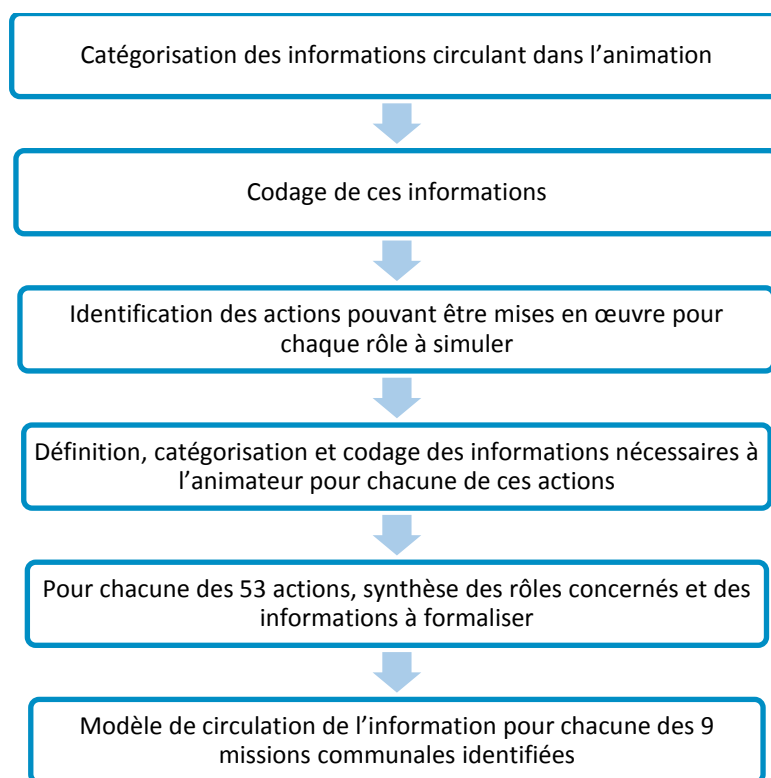 Catégorisation des informations circulant dans l’animation
Codage de ces informations
Identification des actions pouvant être mises en œuvre pour
chaque rôle à simuler
Définition, catégorisation et codage des informations nécessaires à
l’animateur pour chacune de ces actions
Pour chacune des 53 actions, synthèse des rôles concernés et des
informations à formaliser
Modèle de circulation de l’information pour chacune des 9
missions communales identifiées